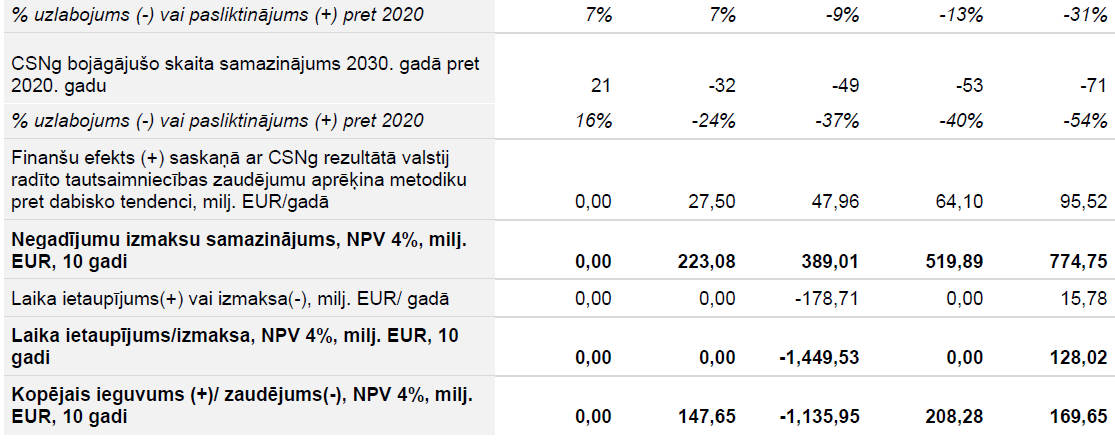 % uzlabojums (-) vai pasliktinājums (+) pret 2020 7% 7% -9% -13% -31%
CSNg bojāgājušo skaita samazinājums 2030. gadā pret
2020. gadu 21 -32 -49 -53 -71
% uzlabojums (-) vai pasliktinājums (+) pret 2020 16% -24% -37% -40% -54%
Finanšu efekts (+) saskaņā ar CSNg rezultātā valstij
radīto tautsaimniecības zaudējumu aprēķina metodiku
pret dabisko tendenci, milj. EUR/gadā 0,00 27,50 47,96 64,10 95,52
Negadījumu izmaksu samazinājums, NPV 4%, milj.
EUR, 10 gadi 0,00 223,08 389,01 519,89 774,75
Laika ietaupījums(+) vai izmaksa(-), milj. EUR/ gadā 0,00 0,00 -178,71 0,00 15,78
Laika ietaupījums/izmaksa, NPV 4%, milj. EUR, 10
gadi 0,00 0,00 -1,449,53 0,00 128,02
Kopējais ieguvums (+)/ zaudējums(-), NPV 4%, milj.
EUR, 10 gadi 0,00 147,65 -1,135,95 208,28 169,65